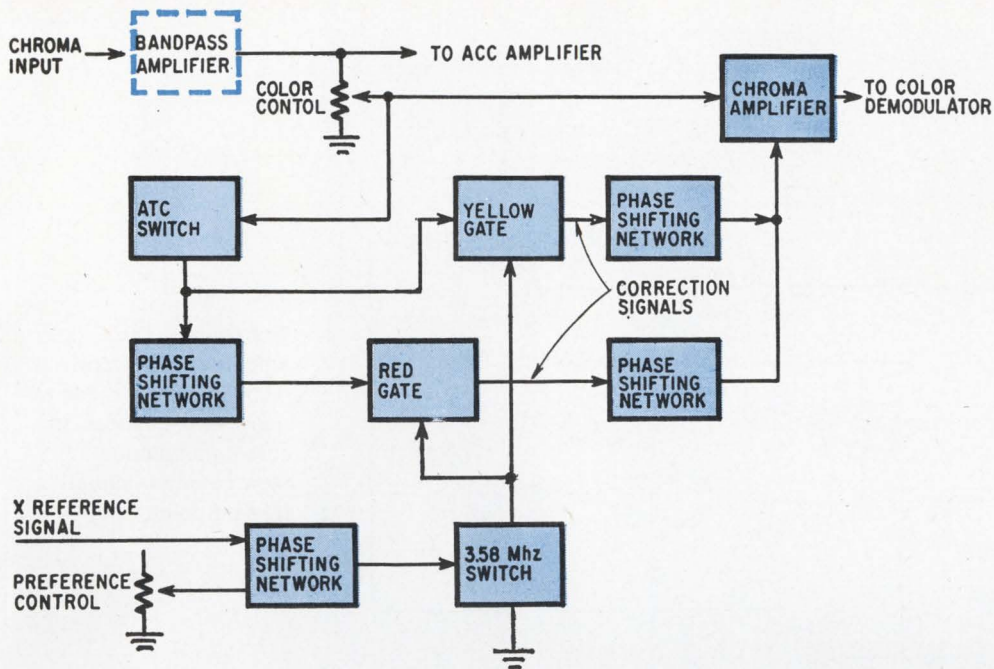 CHROMA
INPUT
BANDPASS
AMPLIFIER
TO ACC AMPLIFIER
COLOR
CONTOL
CHROMA
AMPLIFIER
TO COLOR
DEMODULATOR
ATC
SWITCH
YELLOW
GATE
PHASE
SHIFTING
NETWORK
CORRECTION
SIGNALS
PHASE
SHIFTING
NETWORK
RED
GATE
PHASE
SHIFTING
NETWORK
X REFERENCE
SIGNAL
PHASE
SHIFTING
NETWORK
3.58 Mhz
SWITCH
PREFERENCE
CONTROL